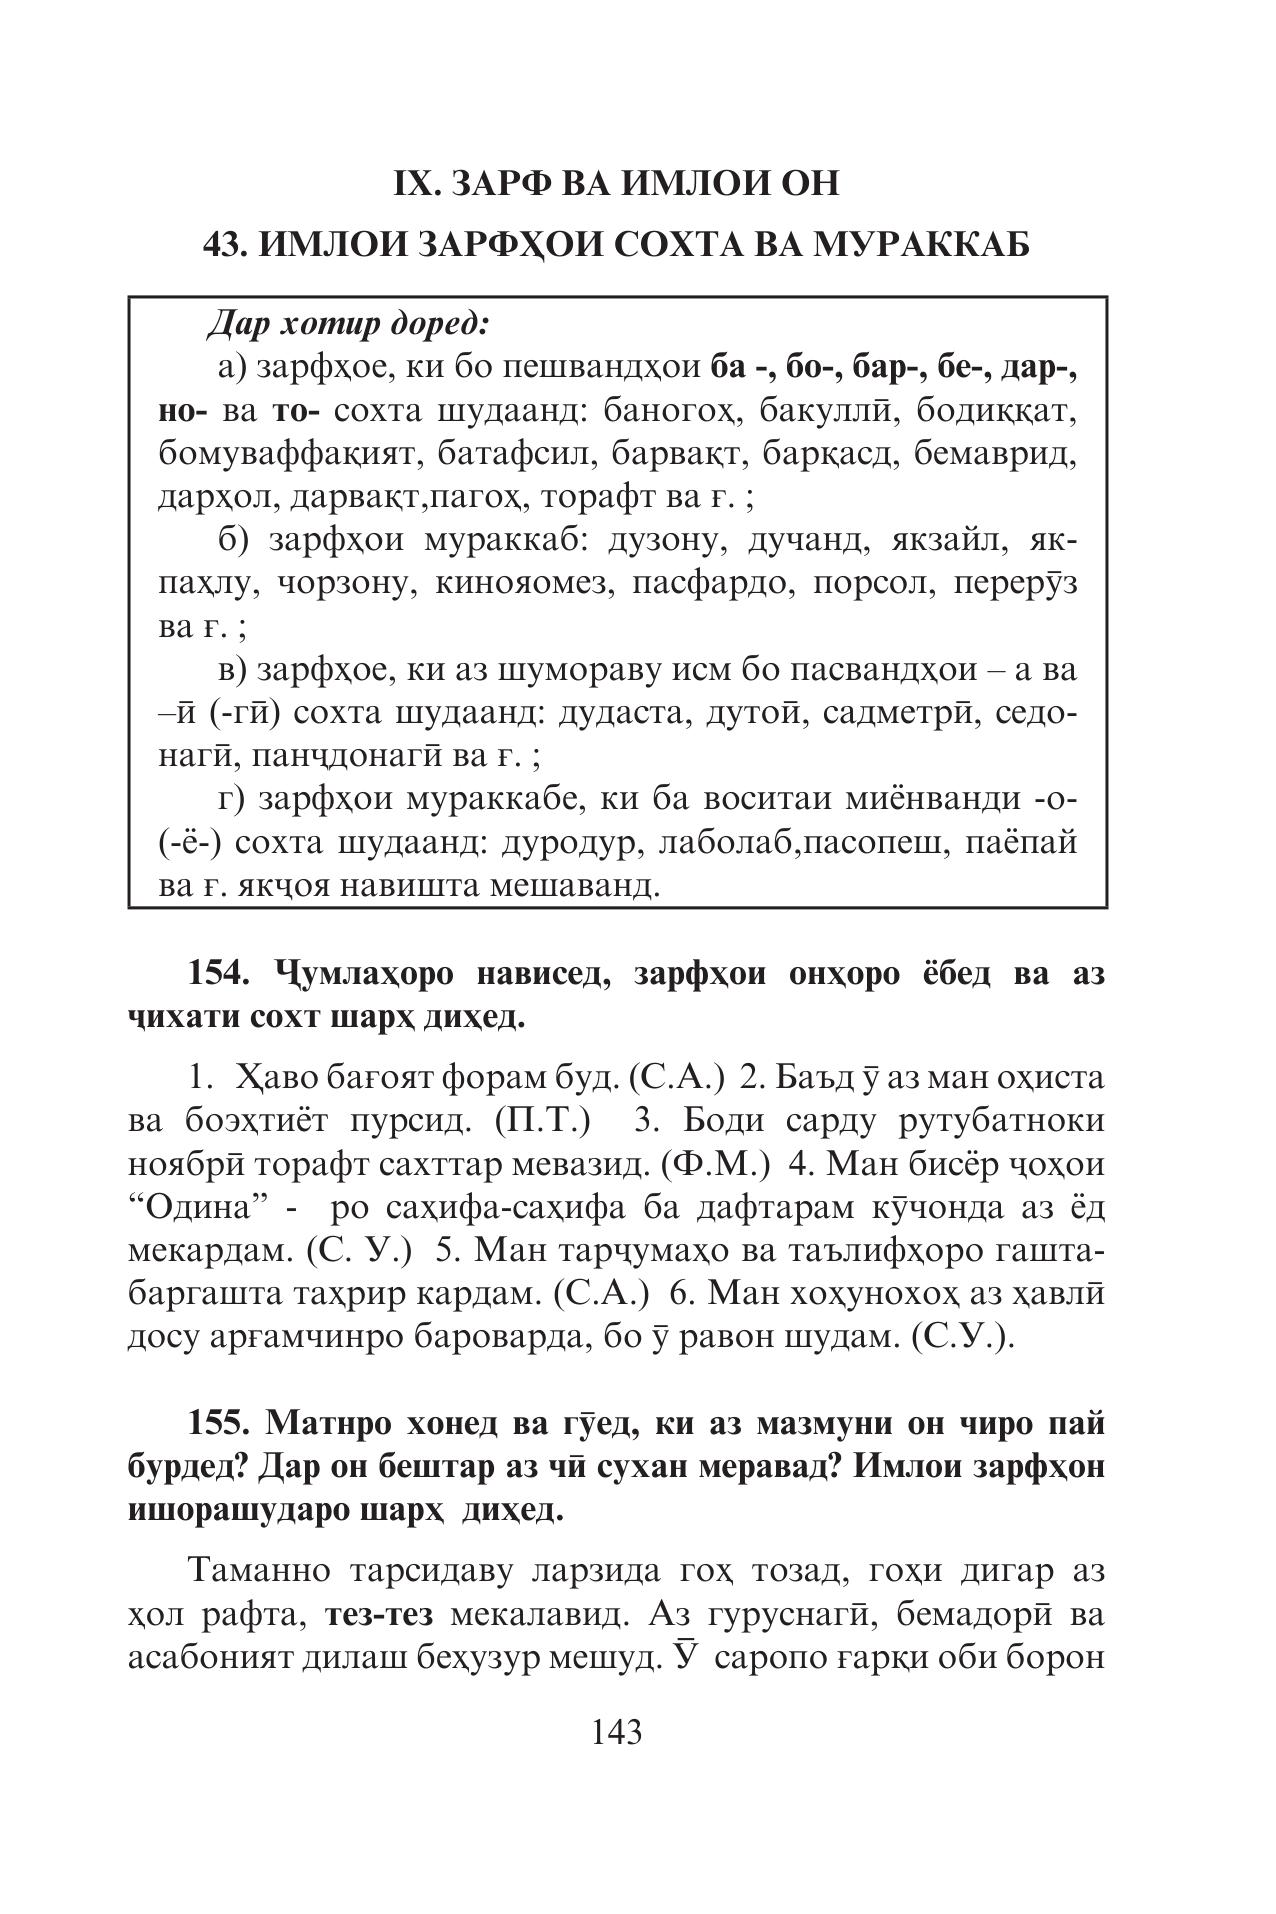 IX. ЗАРФ ВА ИМЛОИ ОН
43. ИМЛОИ ЗАРФҲОИ СОХТА ВА МУРАККАБ
Дар хотир доред:
а) зарфҳое, ки бо пешвандҳои ба -, бо-, бар-, бе-, дар-,
но- ва то- сохта шудаанд: баногоҳ, бакуллӣ, бодиққат,
бомуваффақият, батафсил, барвақт, барқасд, бемаврид,
дарҳол, дарвақт,пагоҳ, торафт ва ғ. ;
б) зарфҳои мураккаб: дузону, дучанд, якзайл, як-
паҳлу, чорзону, кинояомез, пасфардо, порсол, перерӯз
ва ғ. ;
в) зарфҳое, ки аз шумораву исм бо пасвандҳои – а ва
–ӣ (-гӣ) сохта шудаанд: дудаста, дутоӣ, садметрӣ, седо-
нагӣ, панҷдонагӣ ва ғ. ;
г) зарфҳои мураккабе, ки ба воситаи миёнванди -о-
(-ё-) сохта шудаанд: дуродур, лаболаб,пасопеш, паёпай
ва ғ. якҷоя навишта мешаванд.
154. Ҷумлаҳоро нависед, зарфҳои онҳоро ёбед ва аз
ҷихати сохт шарҳ диҳед.
1. Ҳаво бағоят форам буд. (С.А.) 2. Баъд ӯ аз ман оҳиста
ва боэҳтиёт пурсид. (П.Т.) 3. Боди сарду рутубатноки
ноябрӣ торафт сахттар мевазид. (Ф.М.) 4. Ман бисёр ҷоҳои
“Одина” - ро саҳифа-саҳифа ба дафтарам кӯчонда аз ёд
мекардам. (С. У.) 5. Ман тарҷумаҳо ва таълифҳоро гашта-
баргашта таҳрир кардам. (С.А.) 6. Ман хоҳунохоҳ аз ҳавлӣ
досу арғамчинро бароварда, бо ӯ равон шудам. (С.У.).
155. Матнро хонед ва гӯед, ки аз мазмуни он чиро пай
бурдед? Дар он бештар аз чӣ сухан меравад? Имлои зарфҳон
ишорашударо шарҳ диҳед.
Таманно тарсидаву ларзида гоҳ тозад, гоҳи дигар аз
ҳол рафта, тез-тез мекалавид. Аз гуруснагӣ, бемадорӣ ва
асабоният дилаш беҳузур мешуд. Ӯ саропо ғарқи оби борон
143